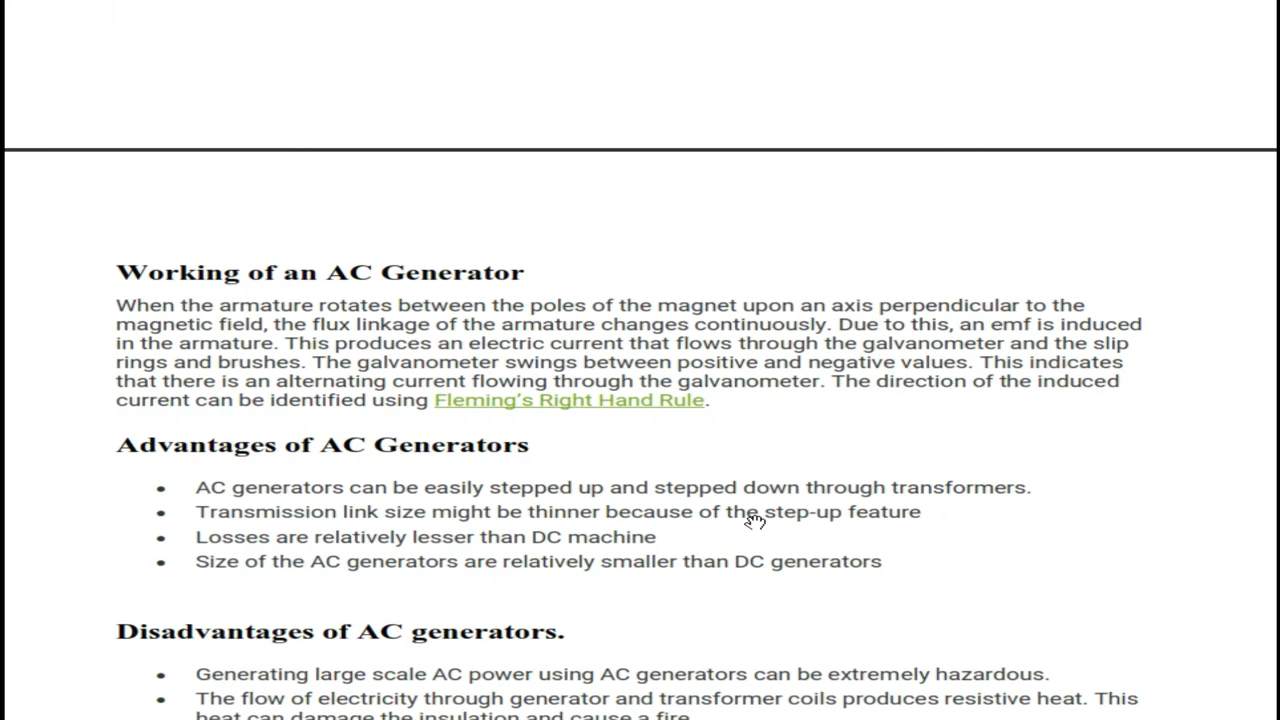 Working of an AC Generator
When the armature rotates between the poles of the magnet upon an axis perpendicular to the
magnetic field, the flux linkage of the armature changes continuously. Due to this, an emf is induced
in the armature. This produces an electric current that flows through the galvanometer and the slip
rings and brushes. The galvanometer swings between positive and negative values. This indicates
that there is an alternating current flowing through the galvanometer. The direction of the induced
current can be identified using Fleming's Right Hand Rule.
Advantages of AC Generators
• AC generators can be easily stepped up and stepped down through transformers.
• Transmission link size might be thinner because of the step-up feature
• Losses are relatively lesser than DC machine
• Size of the AC generators are relatively smaller than DC generators
Disadvantages of AC generators.
• Generating large scale AC power using AC generators can be extremely hazardous.
• The flow of electricity through generator and transformer coils produces resistive heat. This
heat can damage the insulation and cause a fire.